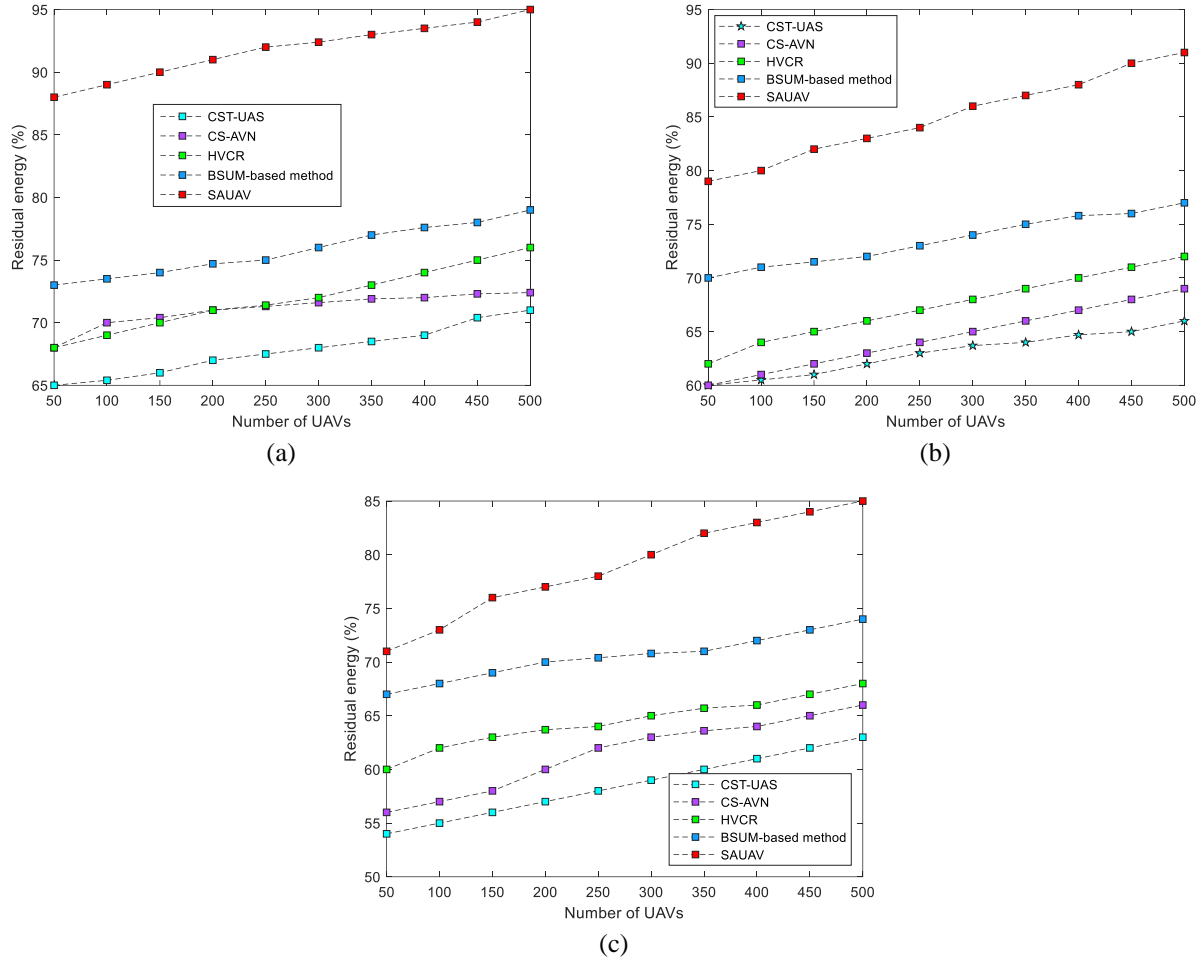 95
90
85
80
75
70
65
Residual energy (%)
CST-UAS
CS-AVN
HVCR
BSUM-based method
SAUAV
50 100 150 200 250 300 350 400 450 500
Number of UAVs
(a)
95
90
85
80
75
70
65
60
Residual energy (%)
CST-UAS
CS-AVN
HVCR
BSUM-based method
SAUAV
50 100 150 200 250 300 350 400 450 500
Number of UAVs
(b)
85
80
75
70
65
60
55
50
Residual energy (%)
CST-UAS
CS-AVN
HVCR
BSUM-based method
SAUAV
50 100 150 200 250 300 350 400 450 500
Number of UAVs
(c)